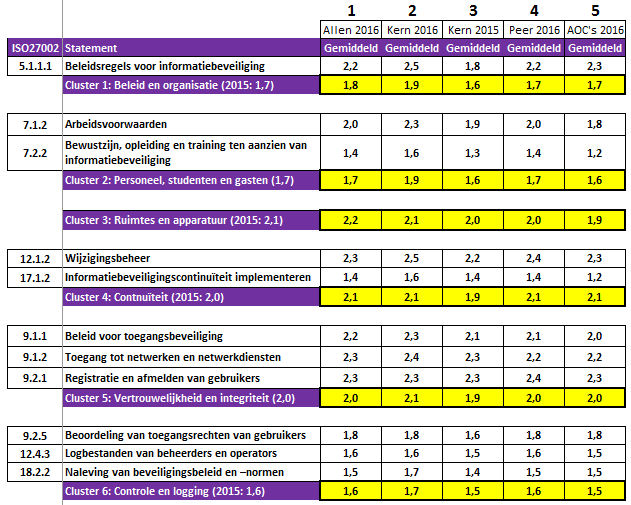 1 2 3 4 5
Allen 2016 Kern 2016 Kern 2015 Peer 2016 AOC's 2016
ISO27002 Statement Gemiddeld Gemiddeld Gemiddeld Gemiddeld Gemiddeld
5.1.1.1 Beleidsregels voor informatiebeveiliging 2,2 2,5 1,8 2,2 2,3
Cluster 1: Beleid en organisatie (2015: 1,7) 1,8 1,9 1,6 1,7 1,7
7.1.2 Arbeidsvoorwaarden 2,0 2,3 1,9 2,0 1,8
7.2.2 Bewustzijn, opleiding en training ten aanzien van informatiebeveiliging 1,4 1,6 1,3 1,4 1,2
Cluster 2: Personeel, studenten en gasten (1,7) 1,7 1,9 1,6 1,7 1,6
Cluster 3: Ruimtes en apparatuur (2015: 2,1) 2,2 2,1 2,0 2,0 1,9
12.1.2 Wijzigingsbeheer 2,3 2,5 2,2 2,4 2,3
17.1.2 Informatiebeveiligingscontinuïteit implementeren 1,4 1,6 1,4 1,4 1,2
Cluster 4: Contnuïteit (2015: 2,0) 2,1 2,1 1,9 2,1 2,1
9.1.1 Beleid voor toegangsbeveiliging 2,2 2,3 2,1 2,1 2,0
9.1.2 Toegang tot netwerken en netwerkdiensten 2,3 2,4 2,3 2,2 2,2
9.2.1 Registratie en afmelden van gebruikers 2,3 2,3 2,3 2,4 2,3
Cluster 5: Vertrouwelijkheid en integriteit (2,0) 2,0 2,1 1,9 2,0 2,0
9.2.5 Beoordeling van toegangsrechten van gebruikers 1,8 1,8 1,6 1,8 1,8
12.4.3 Logbestanden van beheerders en operators 1,6 1,6 1,5 1,6 1,5
18.2.2 Naleving van beveiligingsbeleid en –normen 1,5 1,7 1,4 1,5 1,5
Cluster 6: Controle en logging (2015: 1,6) 1,6 1,7 1,5 1,6 1,5